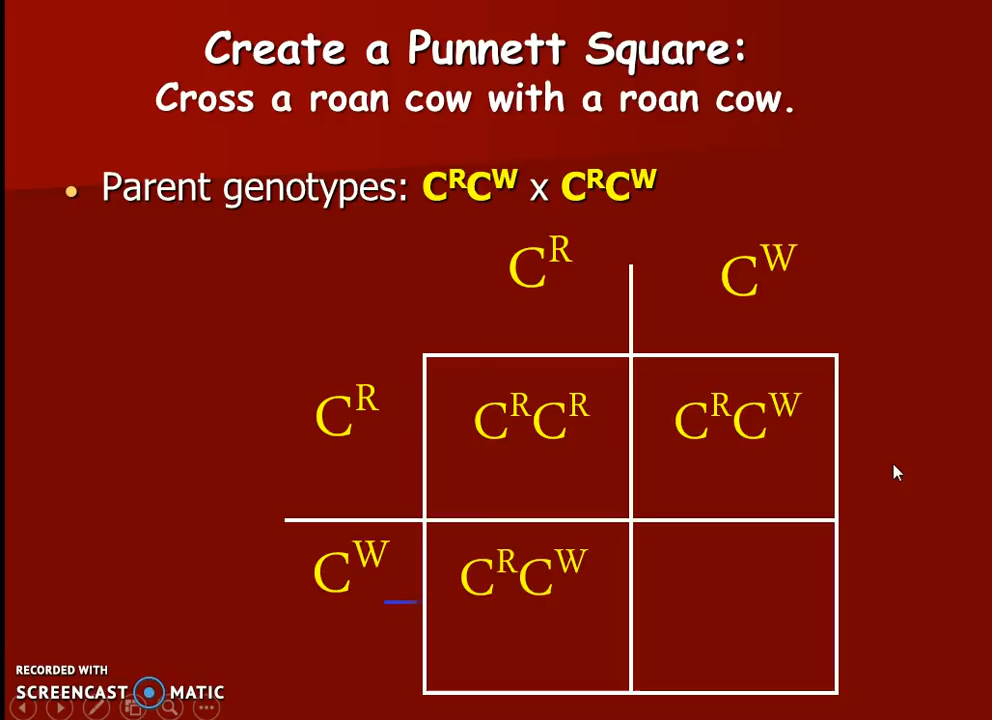 Create a Punnett Square:
Cross a roan cow with a roan cow.
• Parent genotypes: CᴿCᵂ x CᴿCᵂ
Cᴿ Cᵂ
Cᴿ CᴿCᴿ CᴿCᵂ
Cᵂ CᴿCᵂ
RECORDED WITH
SCREENCAST MATIC